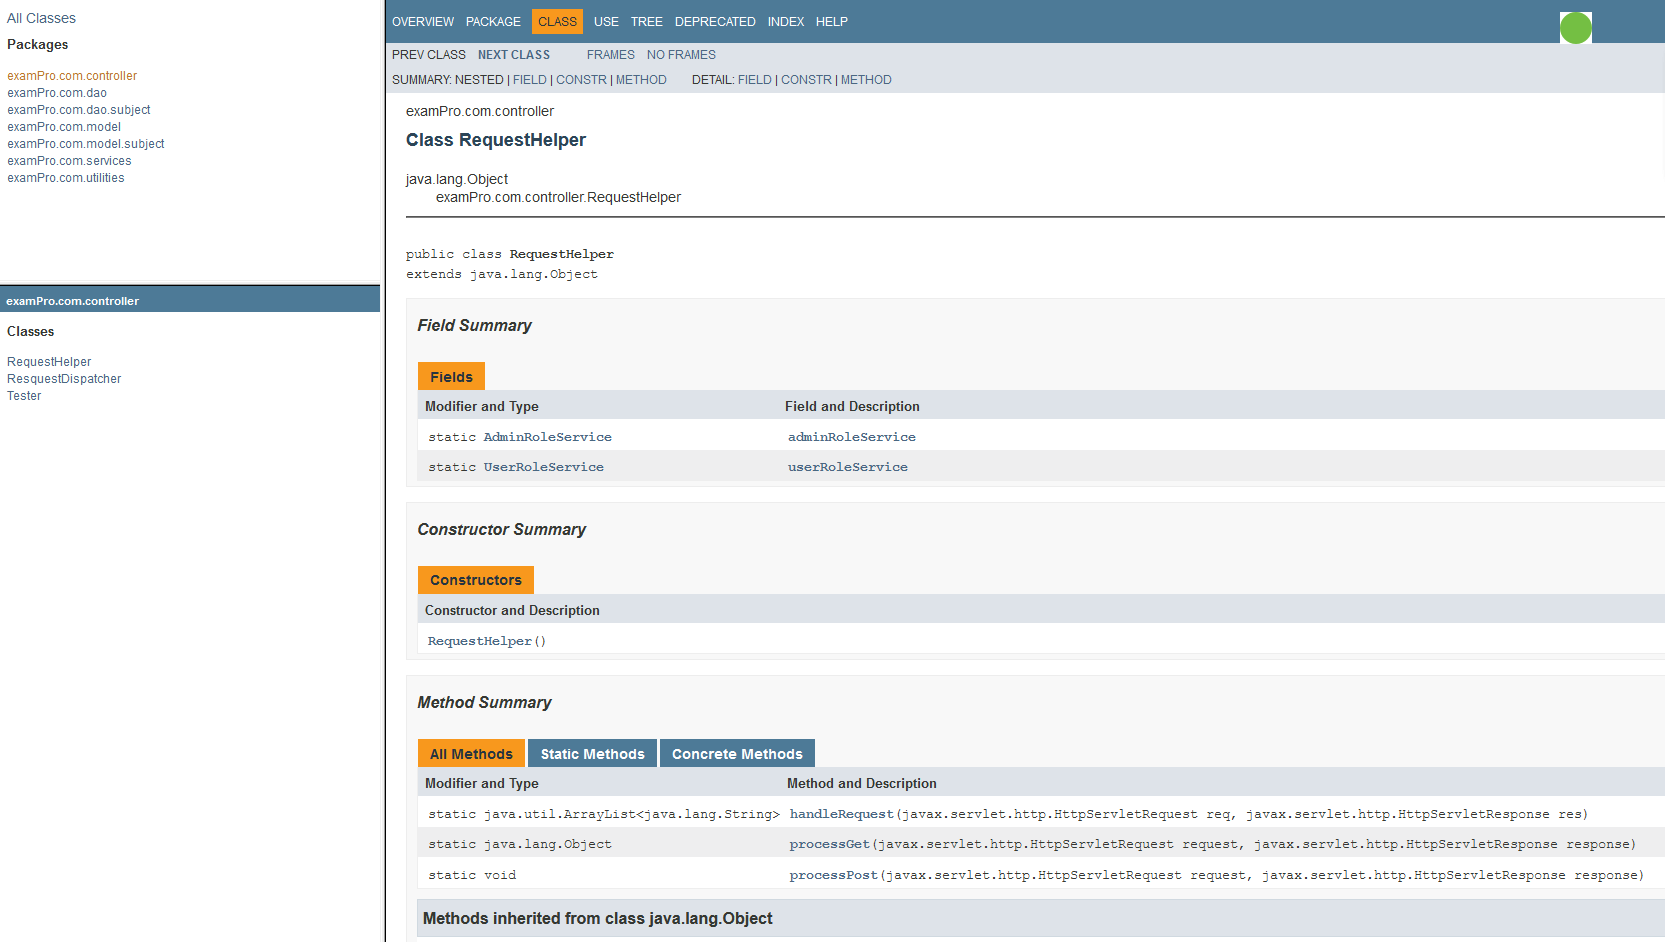 All Classes
Packages
examPro.com.controller
examPro.com.dao
examPro.com.dao.subject
examPro.com.model
examPro.com.model.subject
examPro.com.services
examPro.com.utilities
examPro.com.controller
Classes
RequestHelper
ResquestDispatcher
Tester
OVERVIEW PACKAGE CLASS USE TREE DEPRECATED INDEX HELP
PREV CLASS NEXT CLASS FRAMES NO FRAMES
SUMMARY: NESTED | FIELD | CONSTR | METHOD DETAIL: FIELD | CONSTR | METHOD
examPro.com.controller
Class RequestHelper
java.lang.Object
examPro.com.controller.RequestHelper
public class RequestHelper
extends java.lang.Object
Field Summary
Fields
Modifier and Type Field and Description
static AdminRoleService adminRoleService
static UserRoleService userRoleService
Constructor Summary
Constructors
Constructor and Description
RequestHelper()
Method Summary
All Methods Static Methods Concrete Methods
Modifier and Type Method and Description
static java.util.ArrayList<java.lang.String> handleRequest(javax.servlet.http.HttpServletRequest req, javax.servlet.http.HttpServletResponse res)
static java.lang.Object processGet(javax.servlet.http.HttpServletRequest request, javax.servlet.http.HttpServletResponse response)
static void processPost(javax.servlet.http.HttpServletRequest request, javax.servlet.http.HttpServletResponse response)
Methods inherited from class java.lang.Object